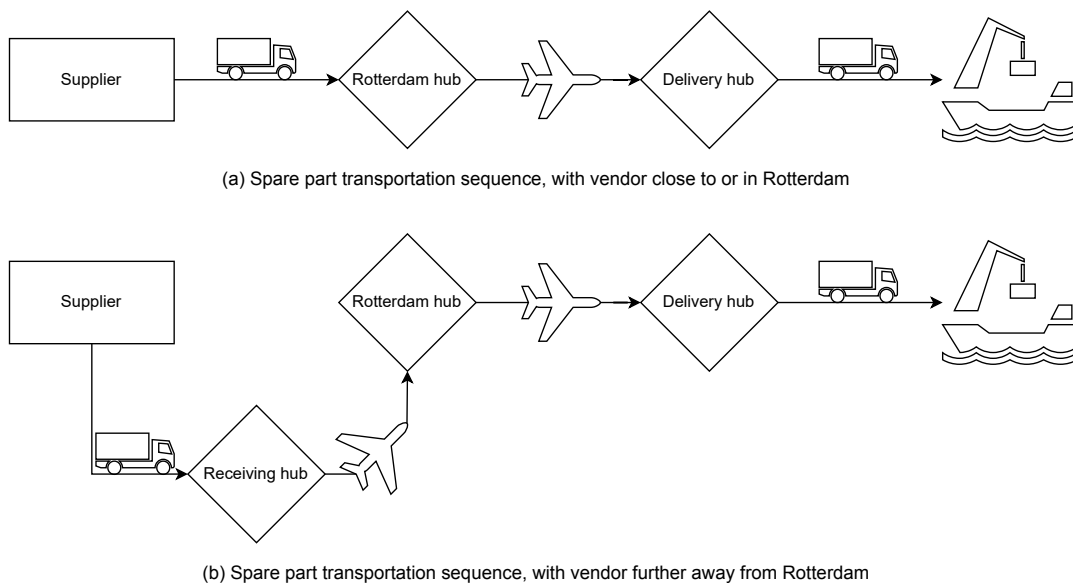 Supplier
Rotterdam hub
Delivery hub
(a) Spare part transportation sequence, with vendor close to or in Rotterdam
Supplier
Rotterdam hub
Delivery hub
Receiving hub
(b) Spare part transportation sequence, with vendor further away from Rotterdam